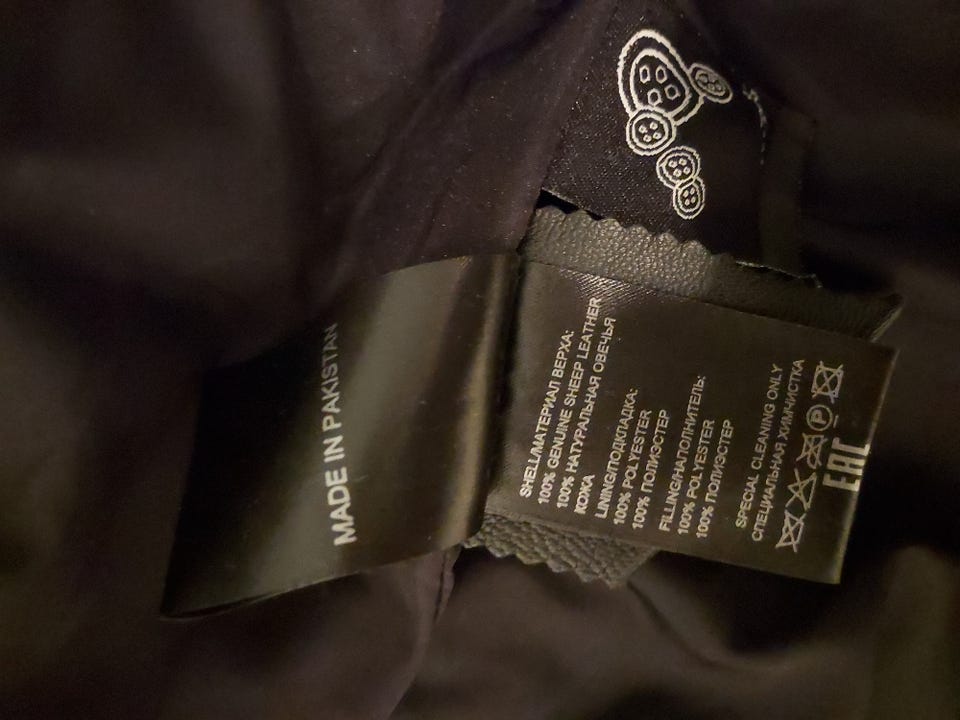 MADE IN PAKISTAN
SHELL/МАТЕРИАЛ ВЕРХА:
100% GENUINE SHEEP LEATHER
100% НАТУРАЛЬНАЯ ОВЕЧЬЯ
КОЖА
LINING/ПОДКЛАДКА:
100% POLYESTER
100% ПОЛИЭСТЕР
FILLING/НАПОЛНИТЕЛЬ:
100% POLYESTER
100% ПОЛИЭСТЕР
SPECIAL CLEANING ONLY
СПЕЦИАЛЬНАЯ ХИМЧИСТКА
P
EAC